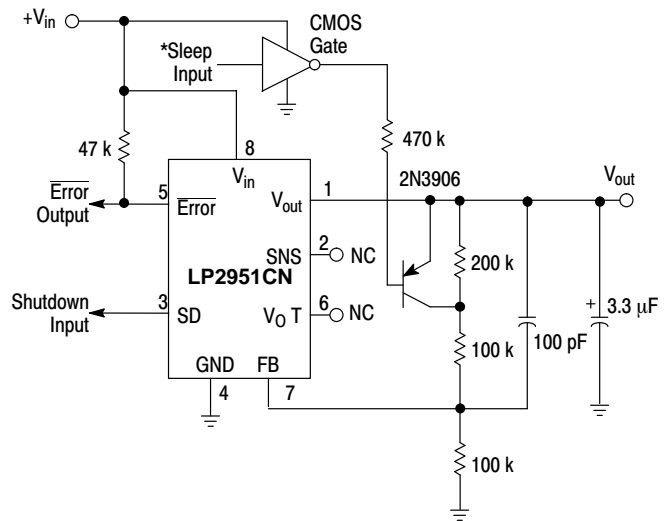 +Vin
*Sleep
Input
CMOS
Gate
470 k
47 k
8
Vin
2N3906
Vout
Error
Output
5
Error
Vout
1
SNS
2
NC
200 k
LP2951CN
Shutdown
Input
3
SD
VO T
6
NC
100 k
100 pF
+
3.3 μF
GND
4
FB
7
100 k